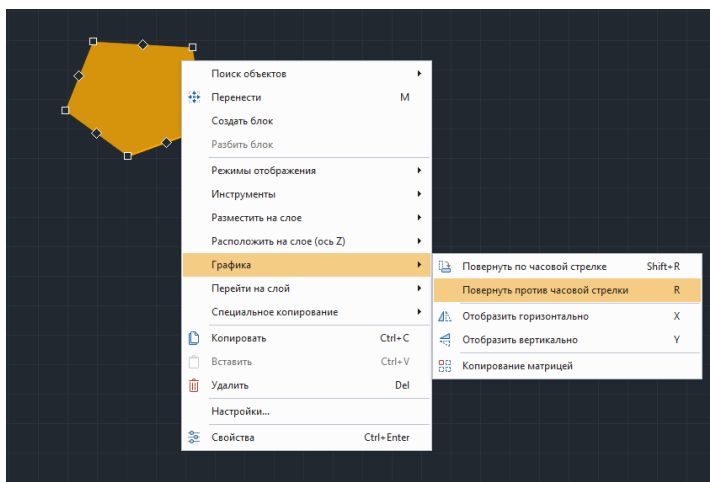 Поиск объектов
Перенести M
Создать блок
Разбить блок
Режимы отображения
Инструменты
Разместить на слое
Расположить на слое (ось Z)
Графика
Перейти на слой
Специальное копирование
Копировать Ctrl+C
Вставить Ctrl+V
Удалить Del
Настройки...
Свойства Ctrl+Enter
Повернуть по часовой стрелке Shift+R
Повернуть против часовой стрелки R
Отобразить горизонтально X
Отобразить вертикально Y
Копирование матрицей